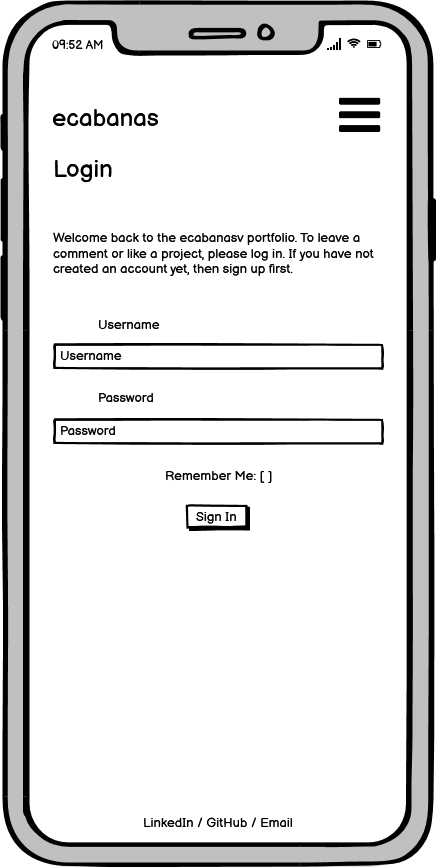 09:52 AM
ecabanas
Login
Welcome back to the ecabanasv portfolio. To leave a
comment or like a project, please log in. If you have not
created an account yet, then sign up first.
Username
Username
Password
Password
Remember Me: [ ]
Sign In
LinkedIn / GitHub / Email